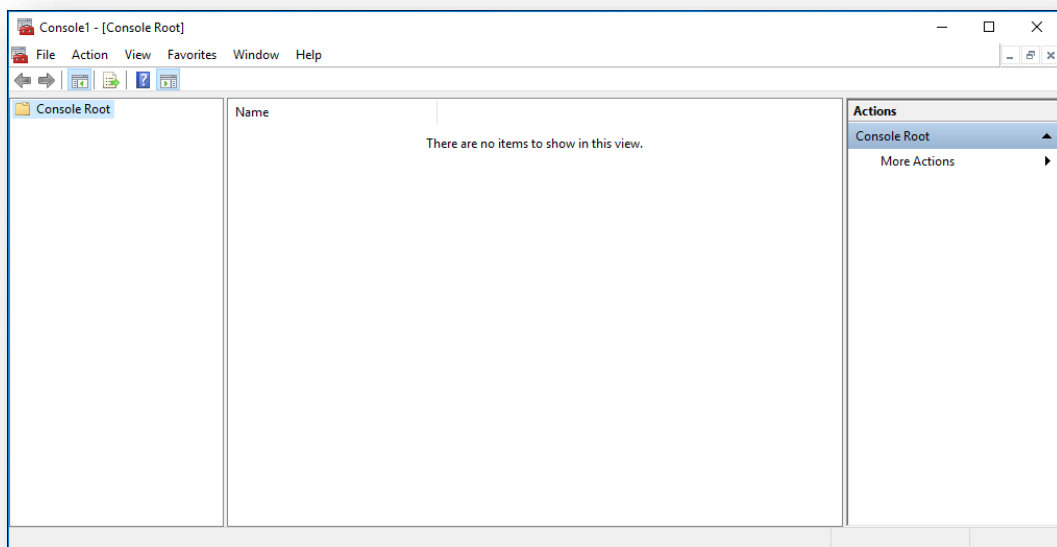 Console1 - [Console Root]
File Action View Favorites Window Help
Console Root
Name
There are no items to show in this view.
Actions
Console Root
More Actions